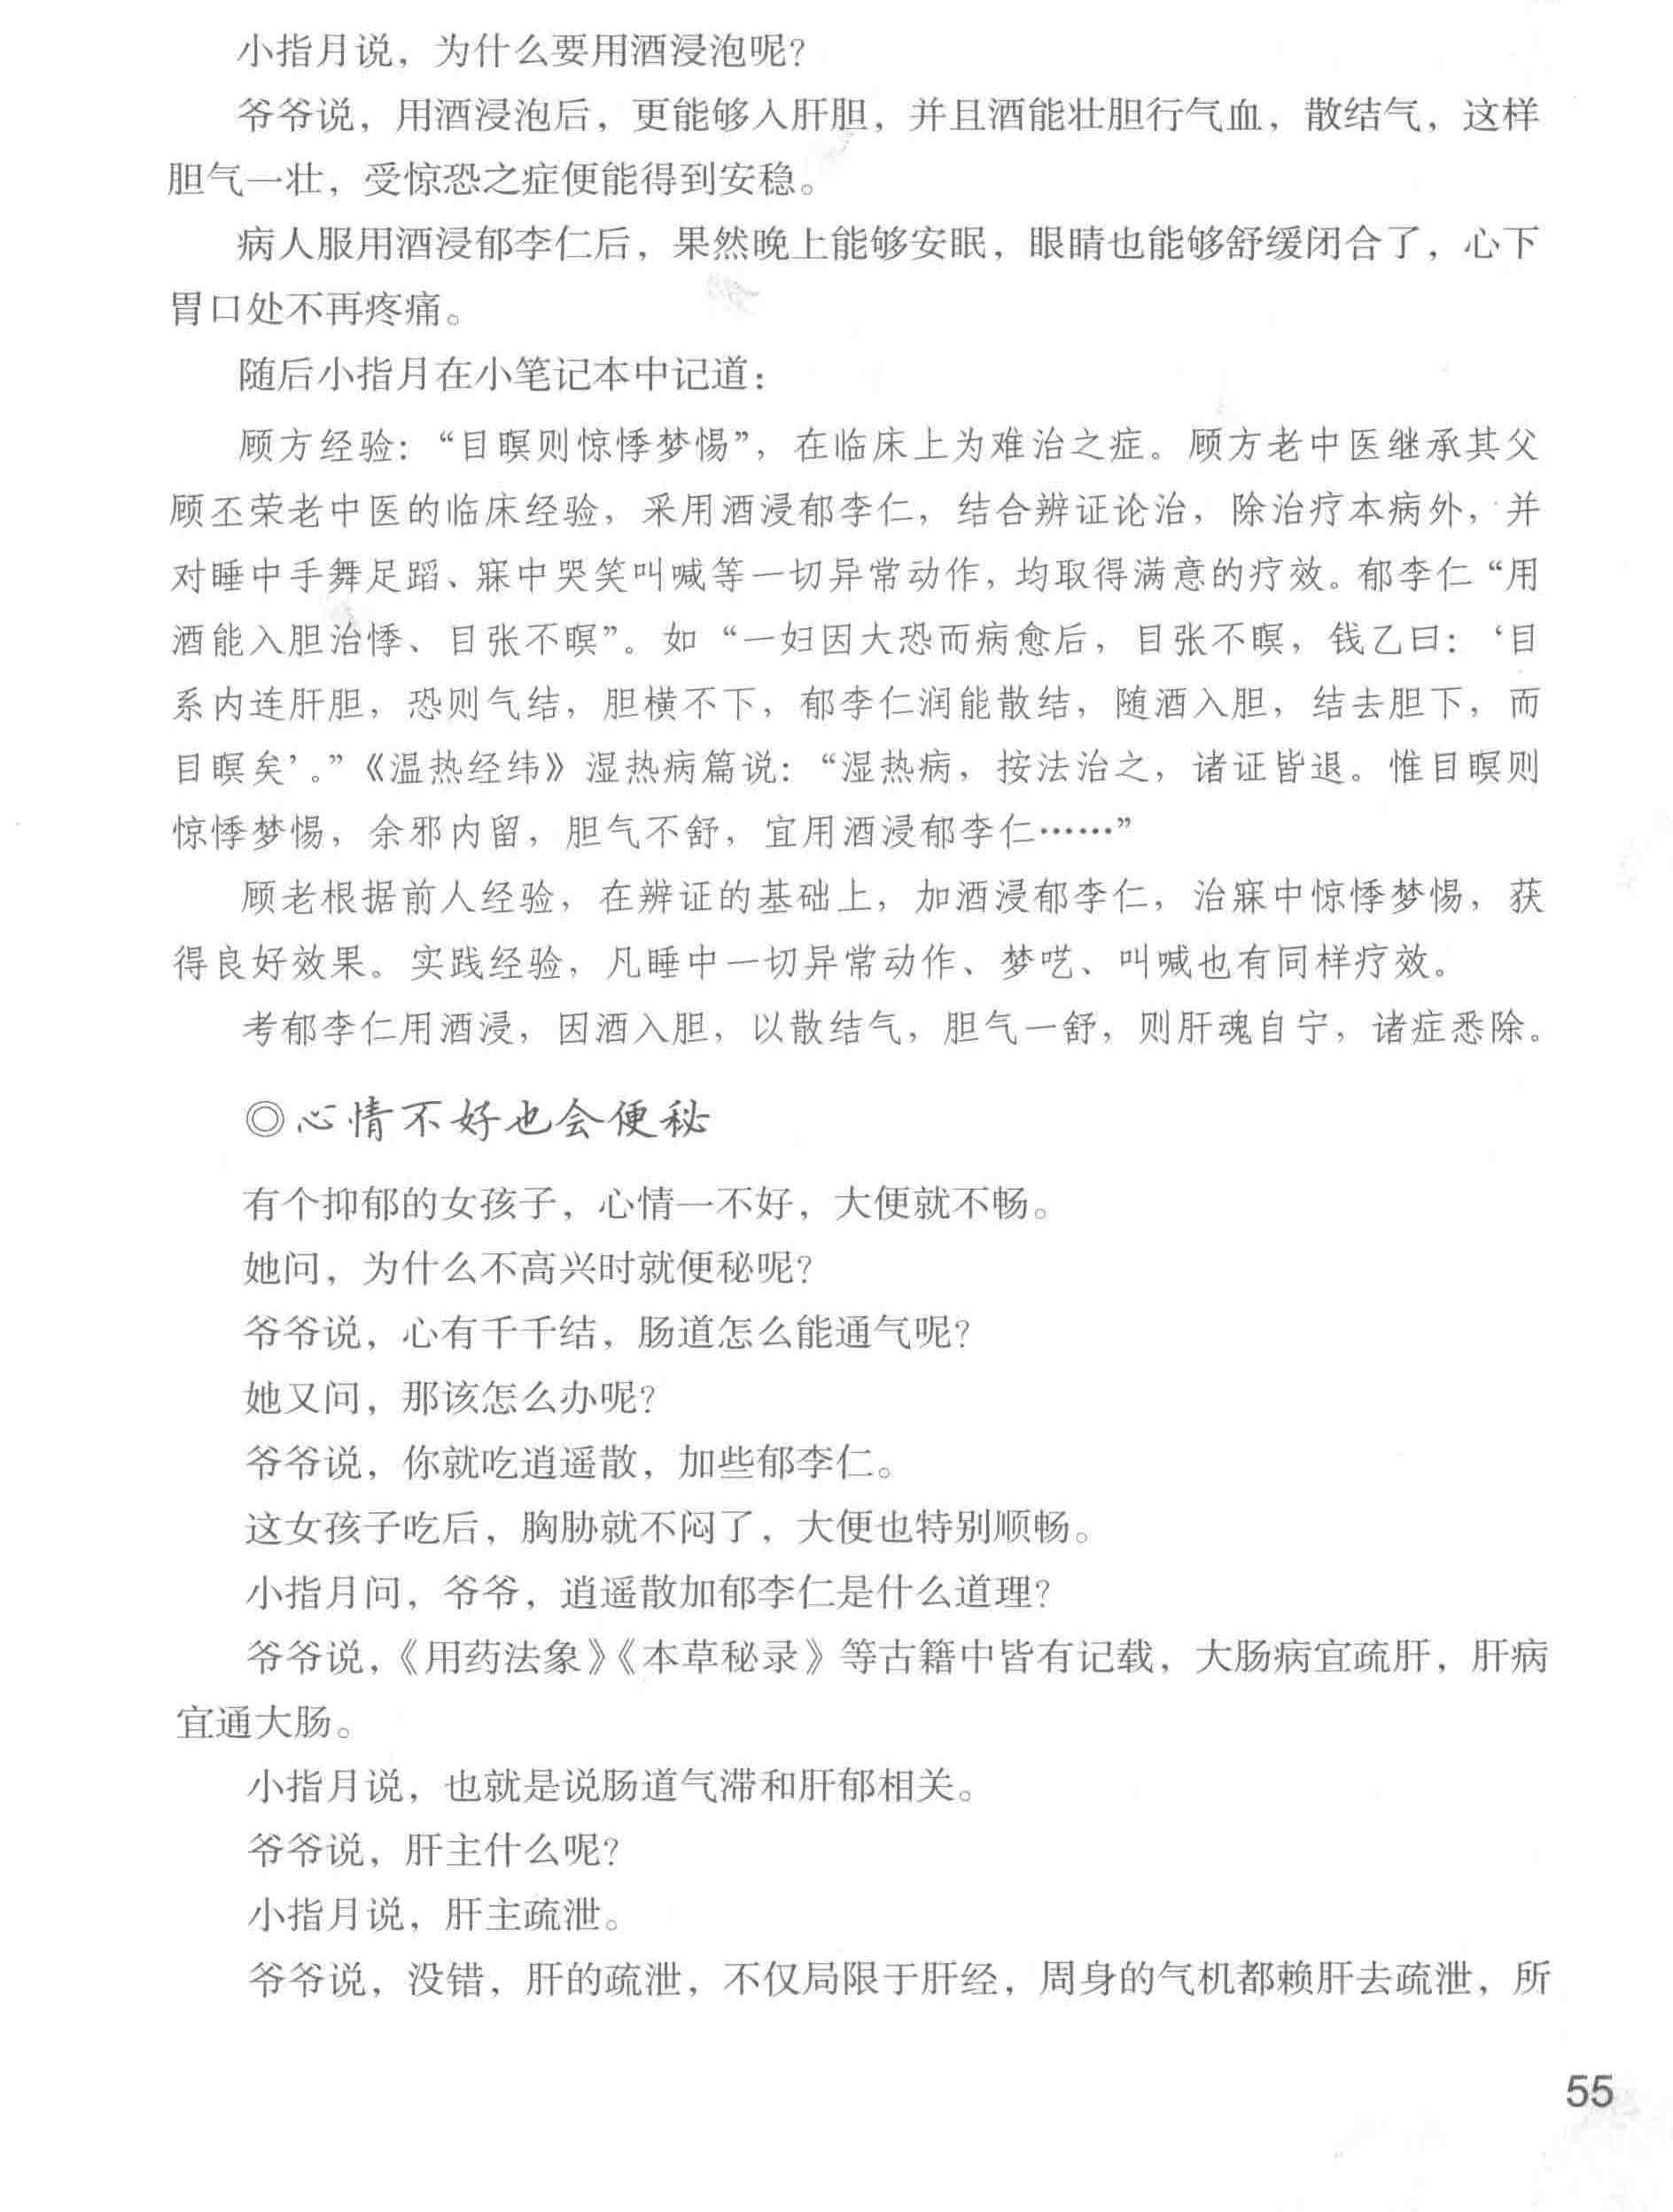 小指月说，为什么要用酒浸泡呢？
爷爷说，用酒浸泡后，更能够入肝胆，并且酒能壮胆行气血，散结气，这样
胆气一壮，受惊恐之症便能得到安稳。
病人服用酒浸郁李仁后，果然晚上能够安眠，眼睛也能够舒缓闭合了，心下
胃口处不再疼痛。
随后小指月在小笔记本中记道：
顾方经验：“目瞑则惊悸梦惕”，在临床上为难治之症。顾方老中医继承其父
顾丕荣老中医的临床经验，采用酒浸郁李仁，结合辨证论治，除治疗本病外，并
对睡中手舞足蹈、寐中哭笑叫喊等一切异常动作，均取得满意的疗效。郁李仁“用
酒能入胆治悸、目张不瞑”。如“一妇因大恐而病愈后，目张不瞑，钱乙曰：‘目
系内连肝胆，恐则气结，胆横不下，郁李仁润能散结，随酒入胆，结去胆下，而
目瞑矣’。”《温热经纬》湿热病篇说：“湿热病，按法治之，诸证皆退。惟目瞑则
惊悸梦惕，余邪内留，胆气不舒，宜用酒浸郁李仁……”
顾老根据前人经验，在辨证的基础上，加酒浸郁李仁，治寐中惊悸梦惕，获
得良好效果。实践经验，凡睡中一切异常动作、梦呓、叫喊也有同样疗效。
考郁李仁用酒浸，因酒入胆，以散结气，胆气一舒，则肝魂自宁，诸症悉除。
◎心情不好也会便秘
有个抑郁的女孩子，心情一不好，大便就不畅。
她问，为什么不高兴时就便秘呢？
爷爷说，心有千千结，肠道怎么能通气呢？
她又问，那该怎么办呢？
爷爷说，你就吃逍遥散，加些郁李仁。
这女孩子吃后，胸胁就不闷了，大便也特别顺畅。
小指月问，爷爷，逍遥散加郁李仁是什么道理？
爷爷说，《用药法象》《本草秘录》等古籍中皆有记载，大肠病宜疏肝，肝病
宜通大肠。
小指月说，也就是说肠道气滞和肝郁相关。
爷爷说，肝主什么呢？
小指月说，肝主疏泄。
爷爷说，没错，肝的疏泄，不仅局限于肝经，周身的气机都赖肝去疏泄，所
55